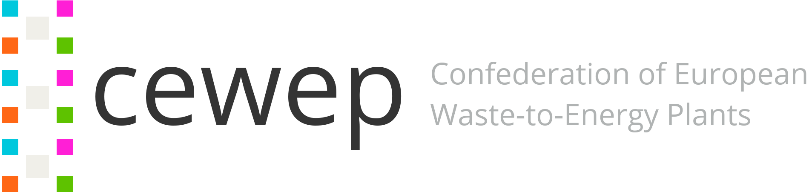 cewep
Confederation of European
Waste-to-Energy Plants